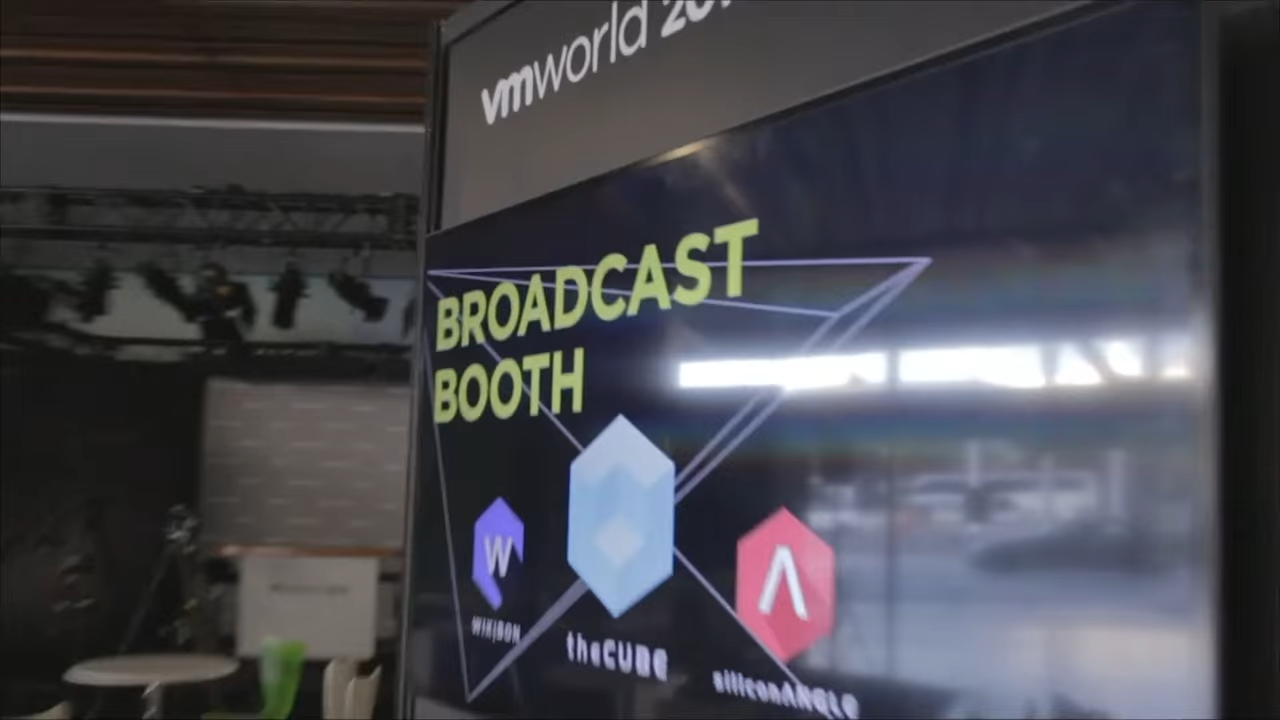 vmworld
BROADCAST
BOOTH
W
WIKIBON
theCUBE
siliconANGLE